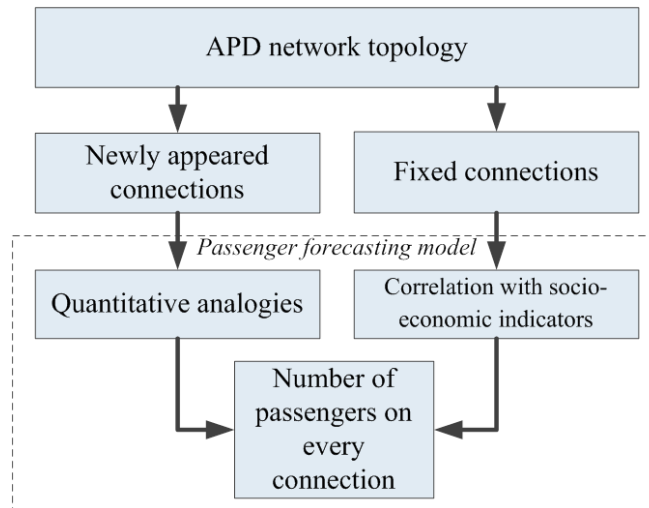 APD network topology
Newly appeared
connections
Fixed connections
Passenger forecasting model
Quantitative analogies
Correlation with socio-
economic indicators
Number of
passengers on
every
connection